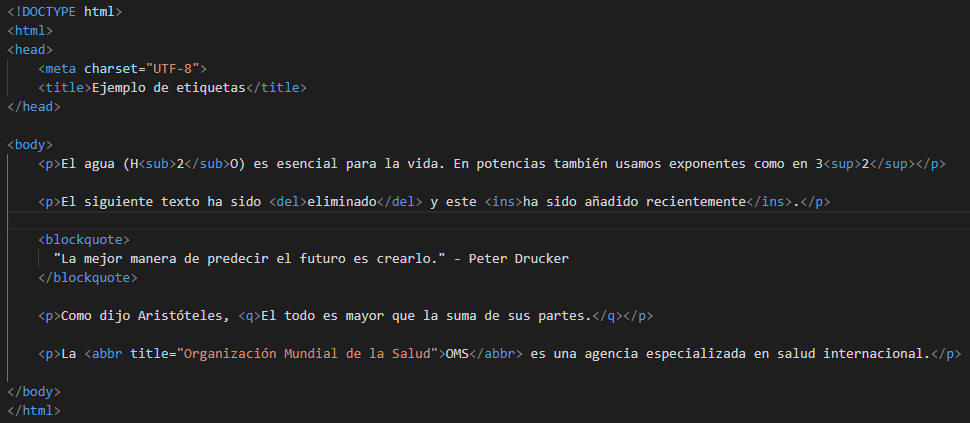 <!DOCTYPE html>
<html>
<head>
    <meta charset="UTF-8">
    <title>Ejemplo de etiquetas</title>
</head>

<body>
    <p>El agua (H<sub>2</sub>O) es esencial para la vida. En potencias también usamos exponentes como en 3<sup>2</sup></p>

    <p>El siguiente texto ha sido <del>eliminado</del> y este <ins>ha sido añadido recientemente</ins>.</p>

    <blockquote>
      "La mejor manera de predecir el futuro es crearlo." - Peter Drucker
    </blockquote>

    <p>Como dijo Aristóteles, <q>El todo es mayor que la suma de sus partes.</q></p>

    <p>La <abbr title="Organización Mundial de la Salud">OMS</abbr> es una agencia especializada en salud internacional.</p>

</body>
</html>